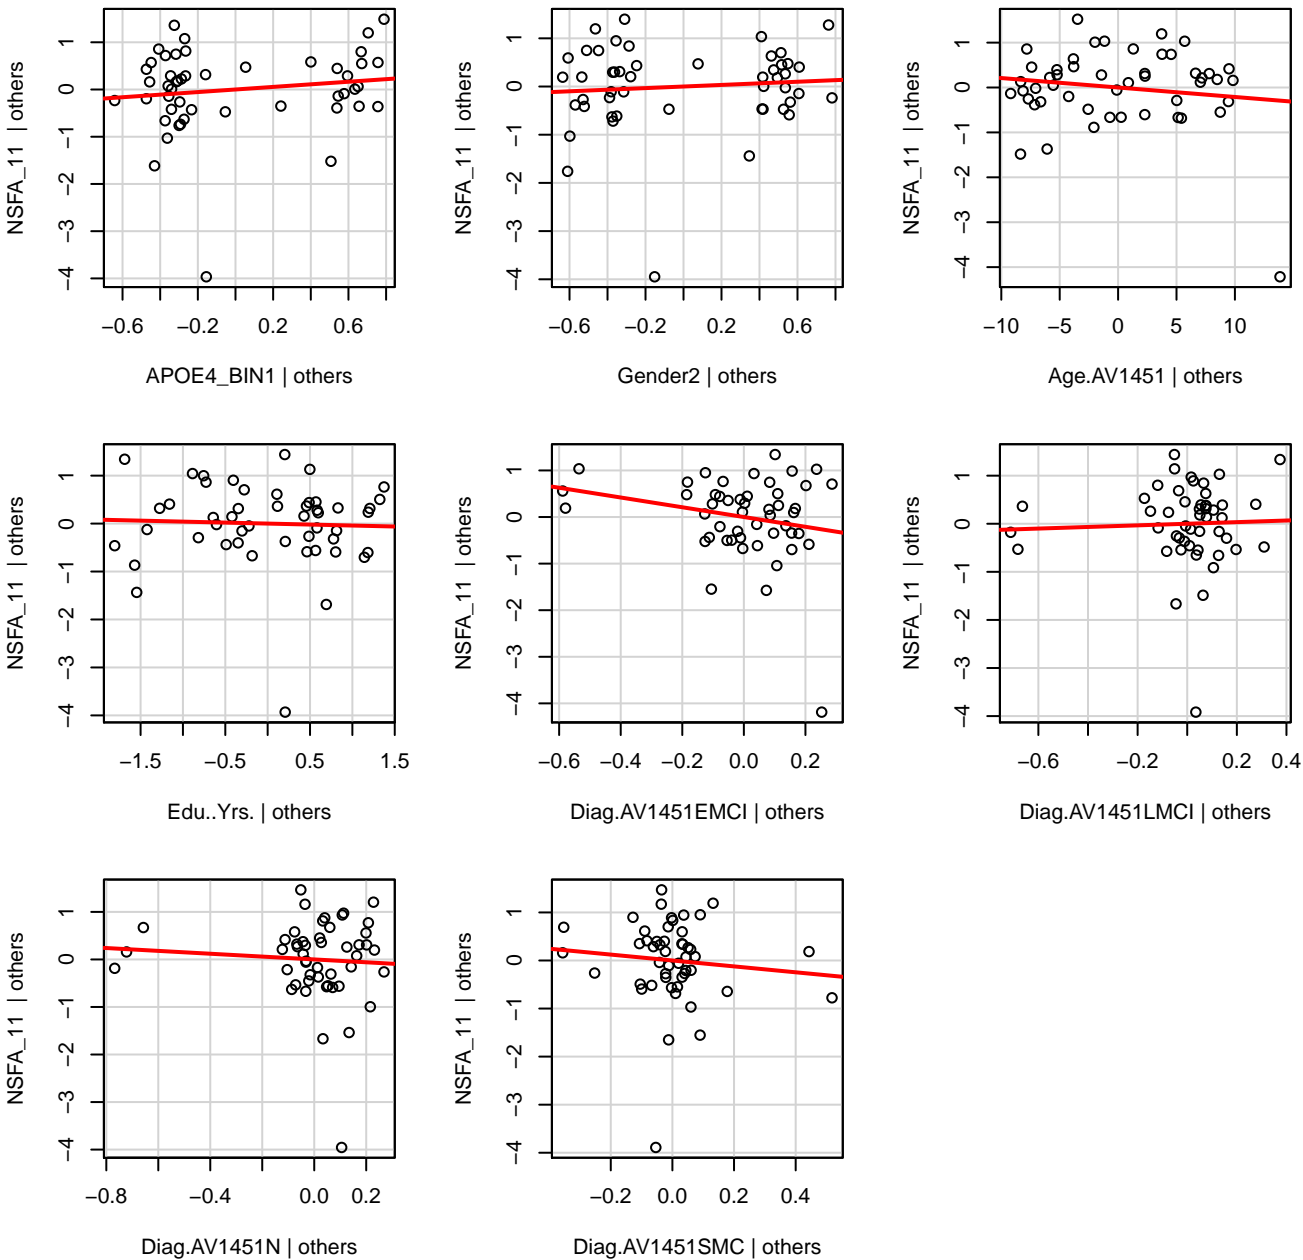 NSFA_11 | others
1
0
−1
−2
−3
−4
−0.6 −0.2 0.2 0.6
APOE4_BIN1 | others
NSFA_11 | others
1
0
−1
−2
−3
−4
−0.6 −0.2 0.2 0.6
Gender2 | others
NSFA_11 | others
1
0
−1
−2
−3
−4
−10 −5 0 5 10
Age.AV1451 | others
NSFA_11 | others
1
0
−1
−2
−3
−4
−1.5 −0.5 0.5 1.5
Edu..Yrs. | others
NSFA_11 | others
1
0
−1
−2
−3
−4
−0.6 −0.4 −0.2 0.0 0.2
Diag.AV1451EMCI | others
NSFA_11 | others
1
0
−1
−2
−3
−4
−0.6 −0.2 0.2 0.4
Diag.AV1451LMCI | others
NSFA_11 | others
1
0
−1
−2
−3
−4
−0.8 −0.4 0.0 0.2
Diag.AV1451N | others
NSFA_11 | others
1
0
−1
−2
−3
−4
−0.2 0.0 0.2 0.4
Diag.AV1451SMC | others